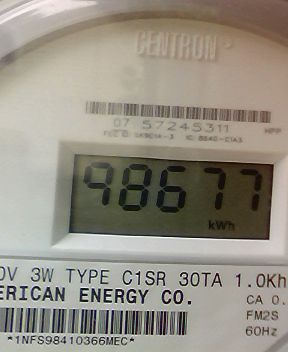 CENTRON
07 57245311 HPP
98677
kWh
0V 3W TYPE C1SR 30TA 1.0Kh
ERICAN ENERGY CO.
CA 0.
FM2S
60Hz
*1NFS98410366MEC*